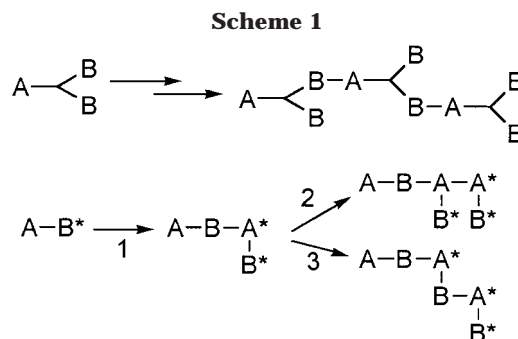 Scheme 1
B
A B B A B
B B A B
A-B* 1 A-B-A* B* 2 A-B-A-A* B* B*
3 A-B-A* B-A* B*